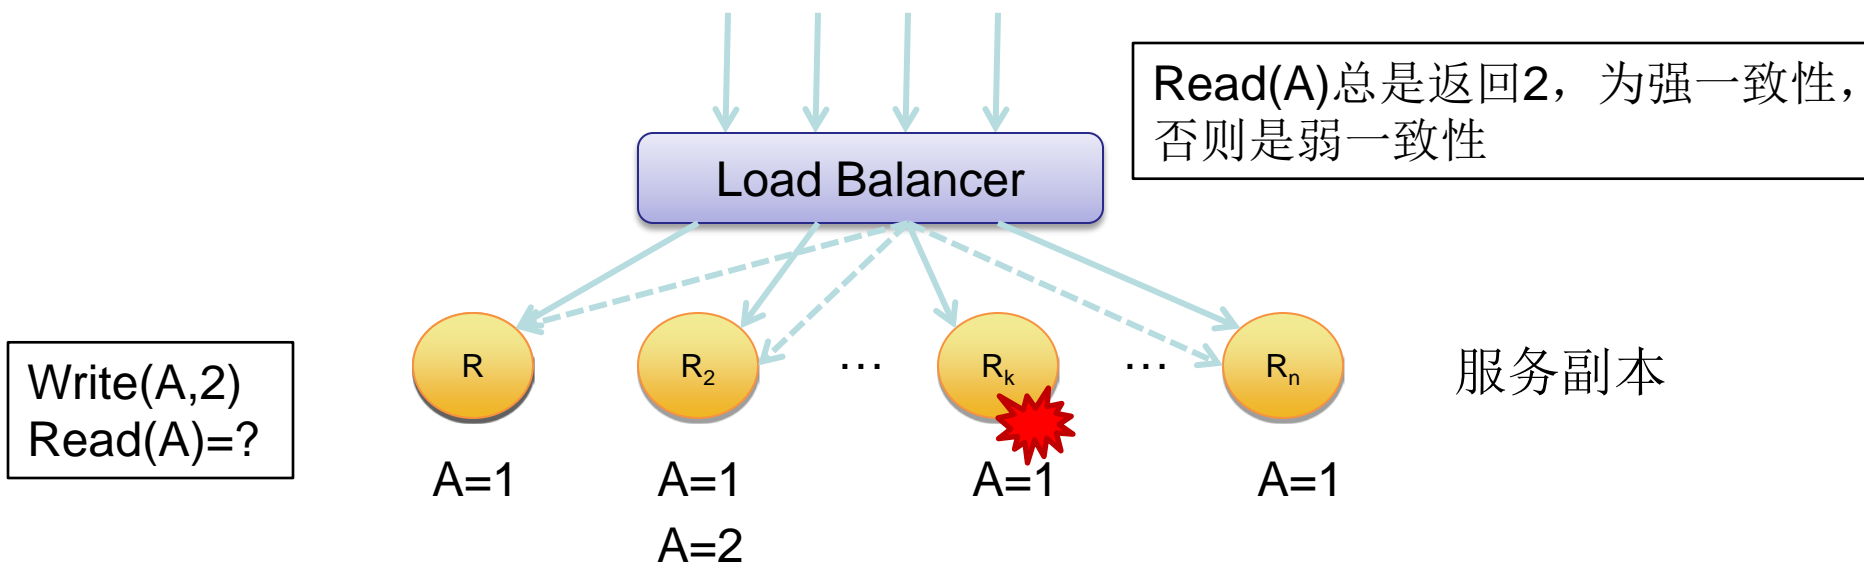 Read(A)总是返回2，为强一致性，
否则是弱一致性
Load Balancer
Write(A,2)
Read(A)=?
R
R2
...
Rk
...
Rn
服务副本
A=1
A=1
A=1
A=1
A=2